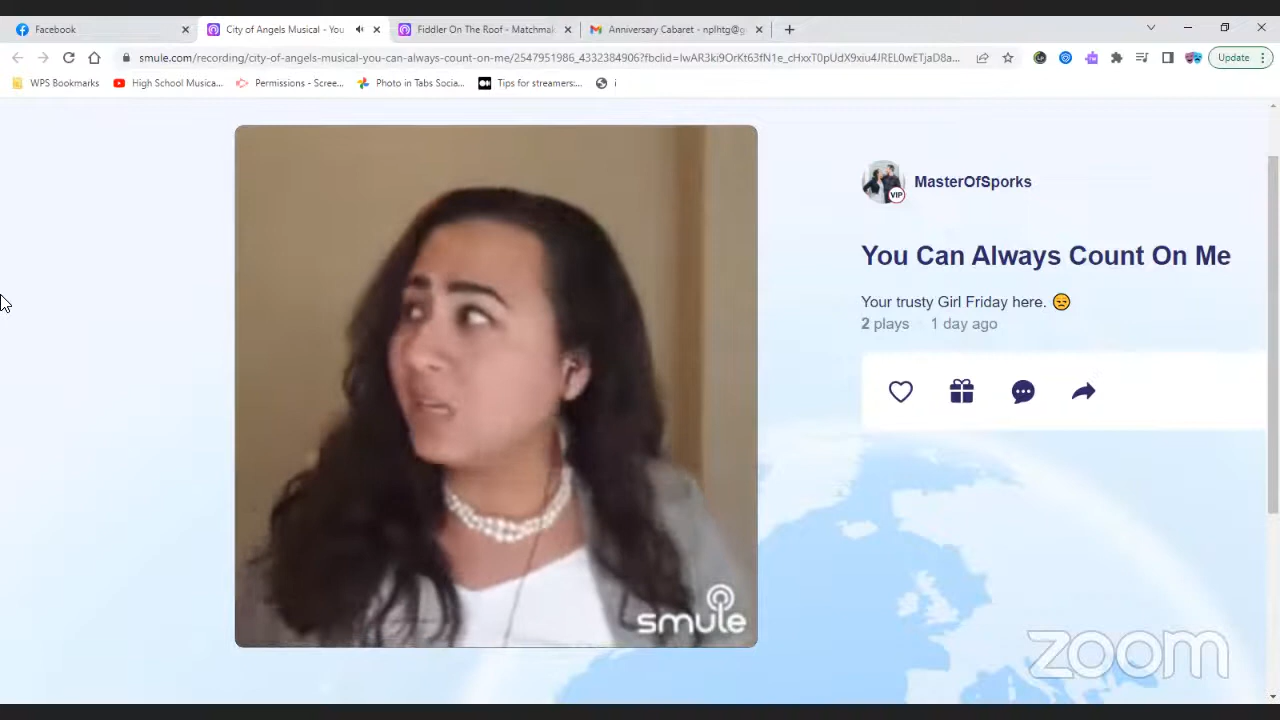 Facebook
City of Angels Musical - You
Fiddler On The Roof - Matchmak
Anniversary Cabaret - nplhtg@g
smule.com/recording/city-of-angels-musical-you-can-always-count-on-me/2547951986_4332384906?fbclid=
Update
WPS Bookmarks
High School Musica...
Permissions - Scree...
Photo in Tabs Socia...
Tips for streamers:...
i
MasterOfSporks
VIP
You Can Always Count On Me
Your trusty Girl Friday here. 😔
2 plays · 1 day ago
smule
zoom